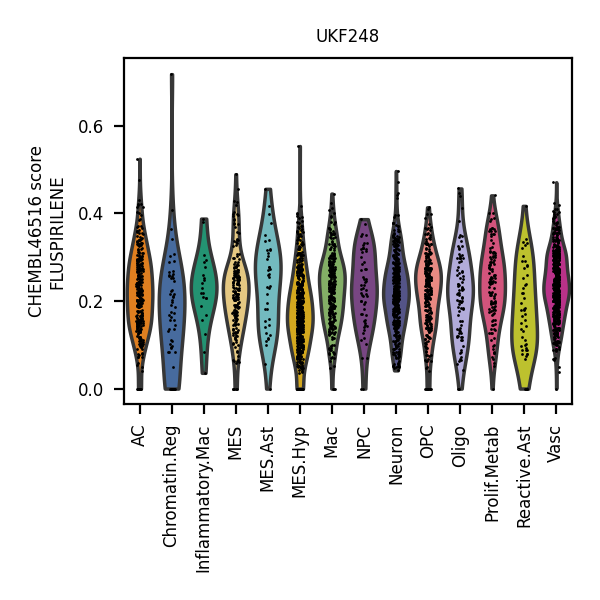 UKF248
CHEMBL46516 score
FLUSPIRILENE
0.6
0.4
0.2
0.0
AC
Chromatin.Reg
Inflammatory.Mac
MES
MES.Ast
MES.Hyp
Mac
NPC
Neuron
OPC
Oligo
Prolif.Metab
Reactive.Ast
Vasc